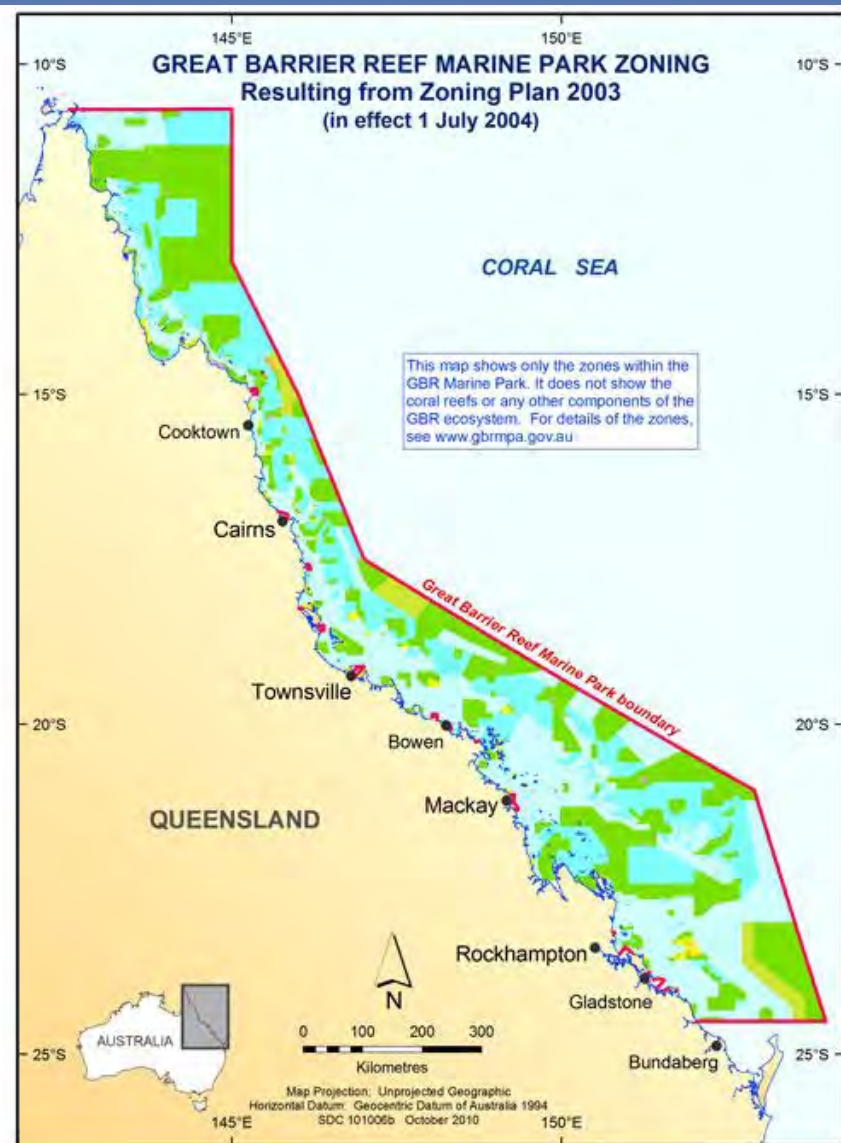 145°E
150°E
10°S
10°S
GREAT BARRIER REEF MARINE PARK ZONING
Resulting from Zoning Plan 2003
(in effect 1 July 2004)
CORAL SEA
This map shows only the zones within the
GBR Marine Park. It does not show the
coral reefs or any other components of the
GBR ecosystem. For details of the zones,
see www.gbrmpa.gov.au
15°S
15°S
Cooktown
Cairns
Great Barrier Reef Marine Park boundary
Townsville
20°S
20°S
Bowen
Mackay
QUEENSLAND
Rockhampton
N
Gladstone
AUSTRALIA
0 100 200 300
Kilometres
25°S
25°S
Bundaberg
Map Projection: Unprojected Geographic
Horizontal Datum: Geocentric Datum of Australia 1994
SDC 101006b October 2010
145°E
150°E